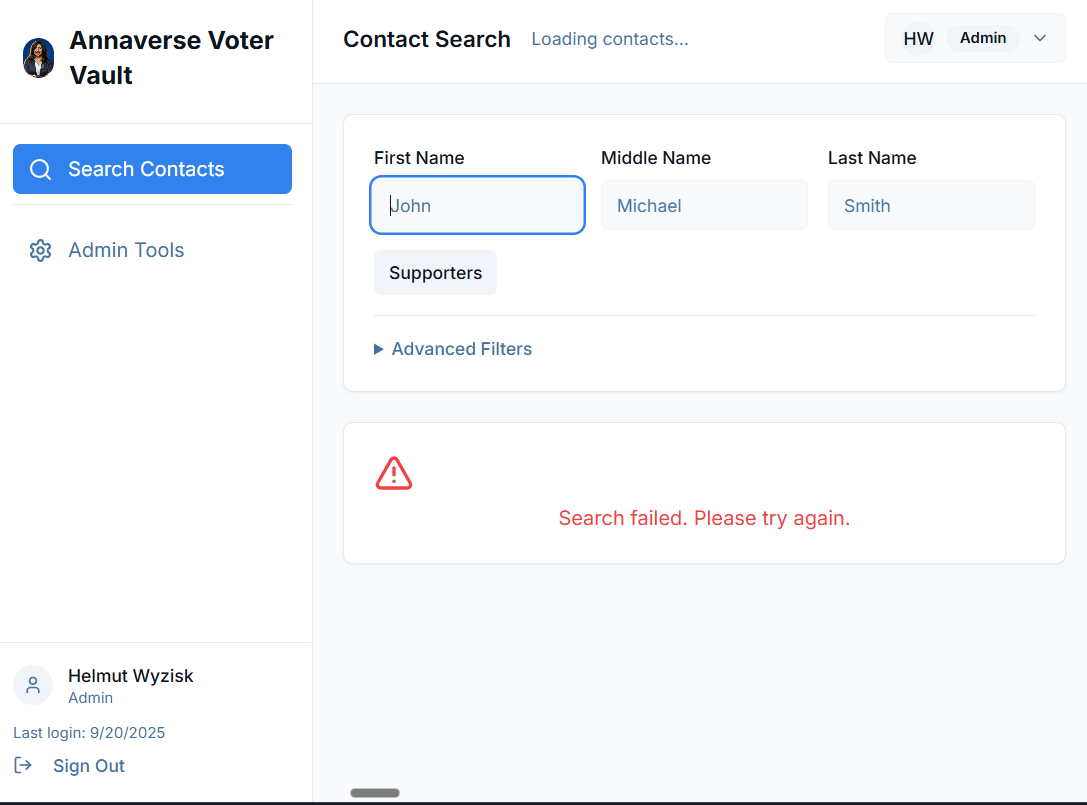 Annaverse Voter
Vault
Contact Search
Loading contacts...
HW
Admin
Search Contacts
Admin Tools
First Name
Middle Name
Last Name
John
Michael
Smith
Supporters
Advanced Filters
Search failed. Please try again.
Helmut Wyzisk
Admin
Last login: 9/20/2025
Sign Out